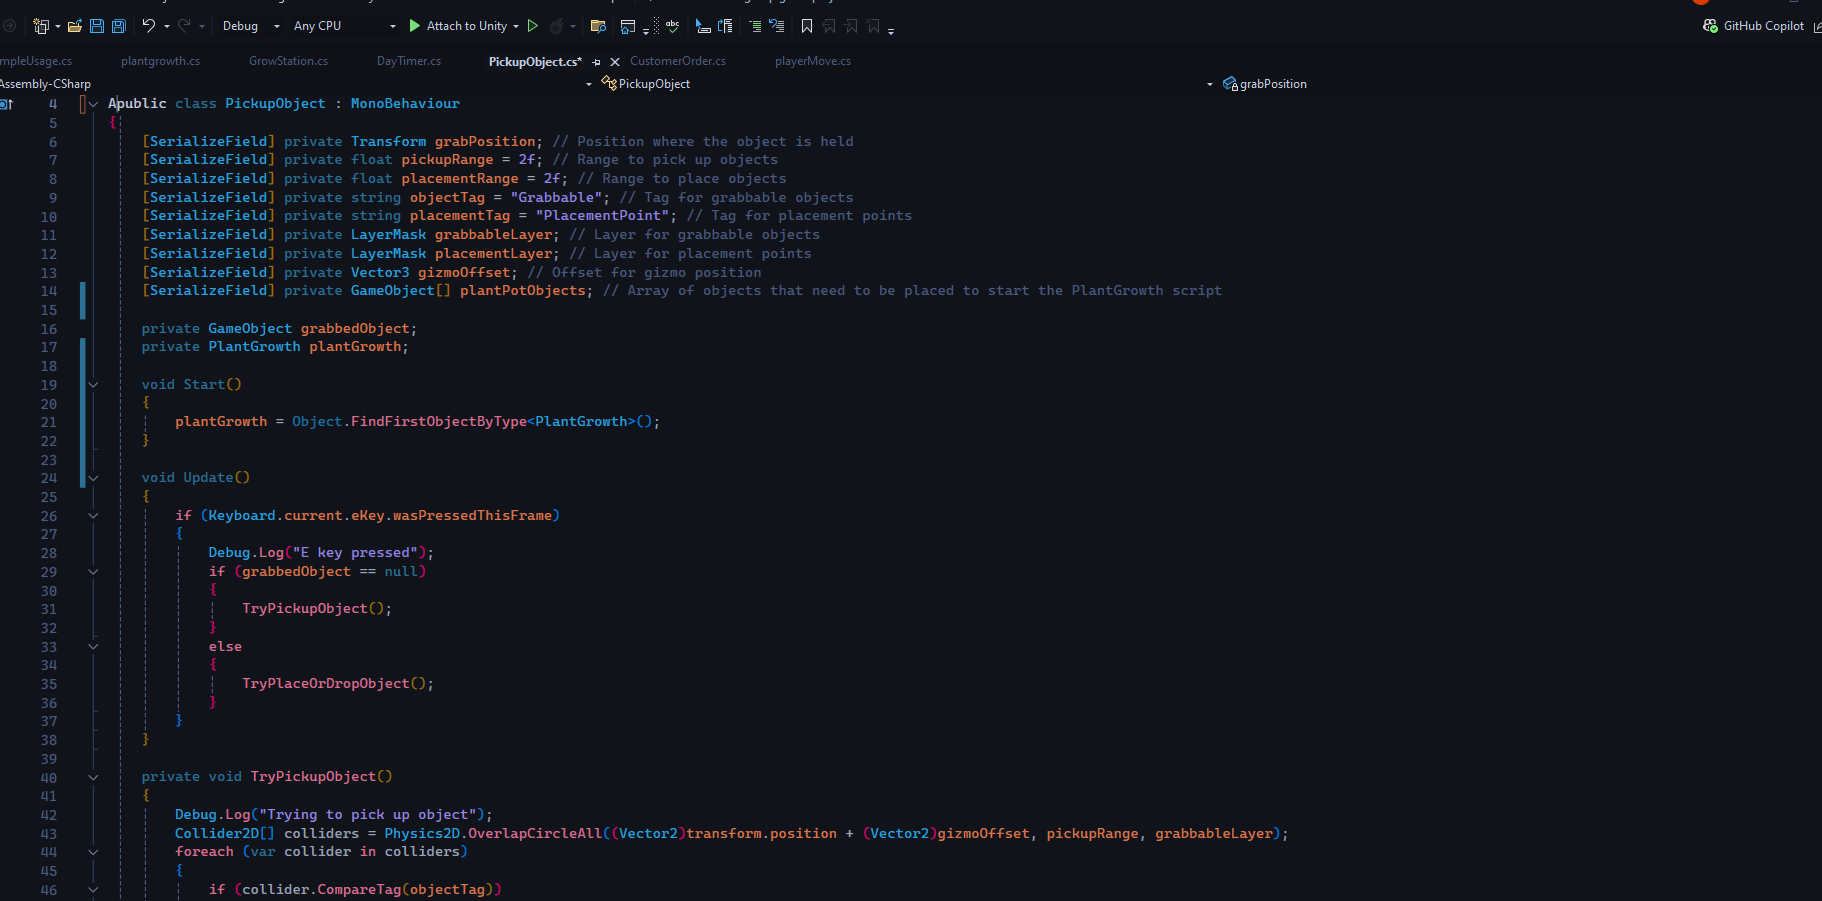 Debug Any CPU Attach to Unity GitHub Copilot
mpleUsage.cs plantgrowth.cs GrowStation.cs DayTimer.cs PickupObject.cs* CustomerOrder.cs playerMove.cs
Assembly-CSharp PickupObject grabPosition
4 Apublic class PickupObject : MonoBehaviour
5 {
6 [SerializeField] private Transform grabPosition; // Position where the object is held
7 [SerializeField] private float pickupRange = 2f; // Range to pick up objects
8 [SerializeField] private float placementRange = 2f; // Range to place objects
9 [SerializeField] private string objectTag = "Grabbable"; // Tag for grabbable objects
10 [SerializeField] private string placementTag = "PlacementPoint"; // Tag for placement points
11 [SerializeField] private LayerMask grabbableLayer; // Layer for grabbable objects
12 [SerializeField] private LayerMask placementLayer; // Layer for placement points
13 [SerializeField] private Vector3 gizmoOffset; // Offset for gizmo position
14 [SerializeField] private GameObject[] plantPotObjects; // Array of objects that need to be placed to start the PlantGrowth script
15
16 private GameObject grabbedObject;
17 private PlantGrowth plantGrowth;
18
19 void Start()
20 {
21 plantGrowth = Object.FindFirstObjectByType<PlantGrowth>();
22 }
23
24 void Update()
25 {
26 if (Keyboard.current.eKey.wasPressedThisFrame)
27 {
28 Debug.Log("E key pressed");
29 if (grabbedObject == null)
30 {
31 TryPickupObject();
32 }
33 else
34 {
35 TryPlaceOrDropObject();
36 }
37 }
38 }
39
40 private void TryPickupObject()
41 {
42 Debug.Log("Trying to pick up object");
43 Collider2D[] colliders = Physics2D.OverlapCircleAll((Vector2)transform.position + (Vector2)gizmoOffset, pickupRange, grabbableLayer);
44 foreach (var collider in colliders)
45 {
46 if (collider.CompareTag(objectTag))